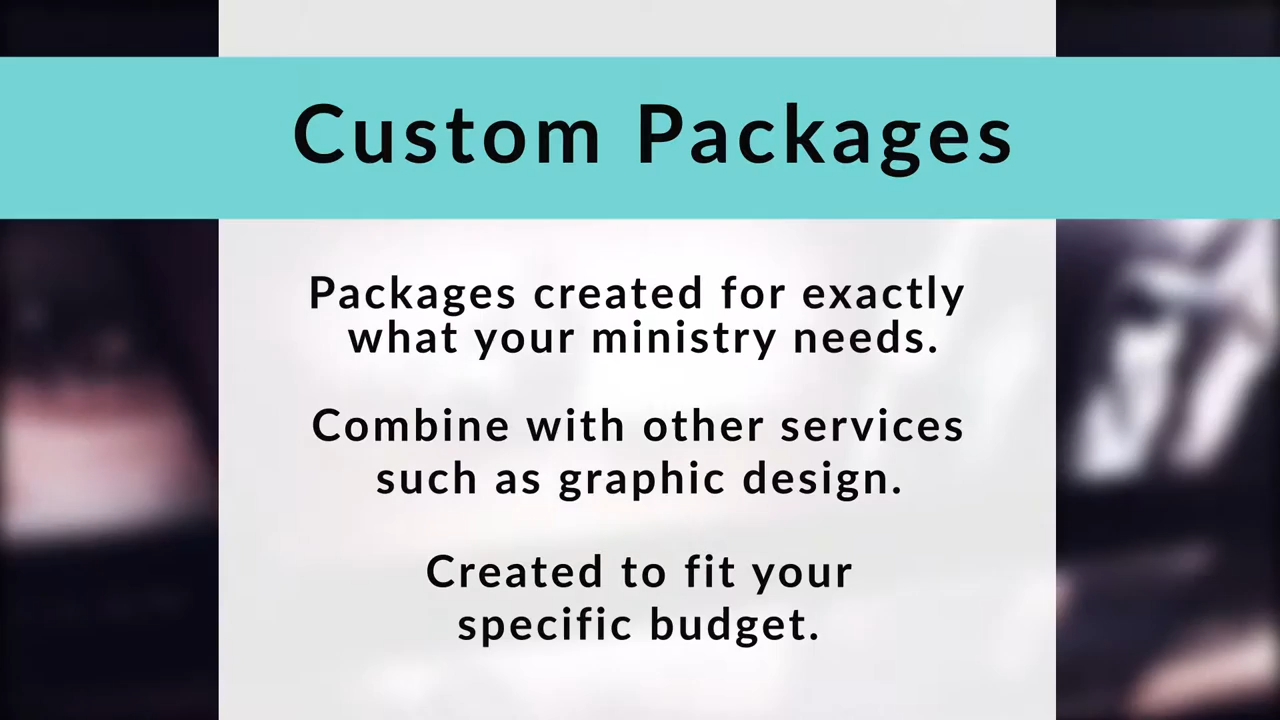 Custom Packages
Packages created for exactly
what your ministry needs.
Combine with other services
such as graphic design.
Created to fit your
specific budget.